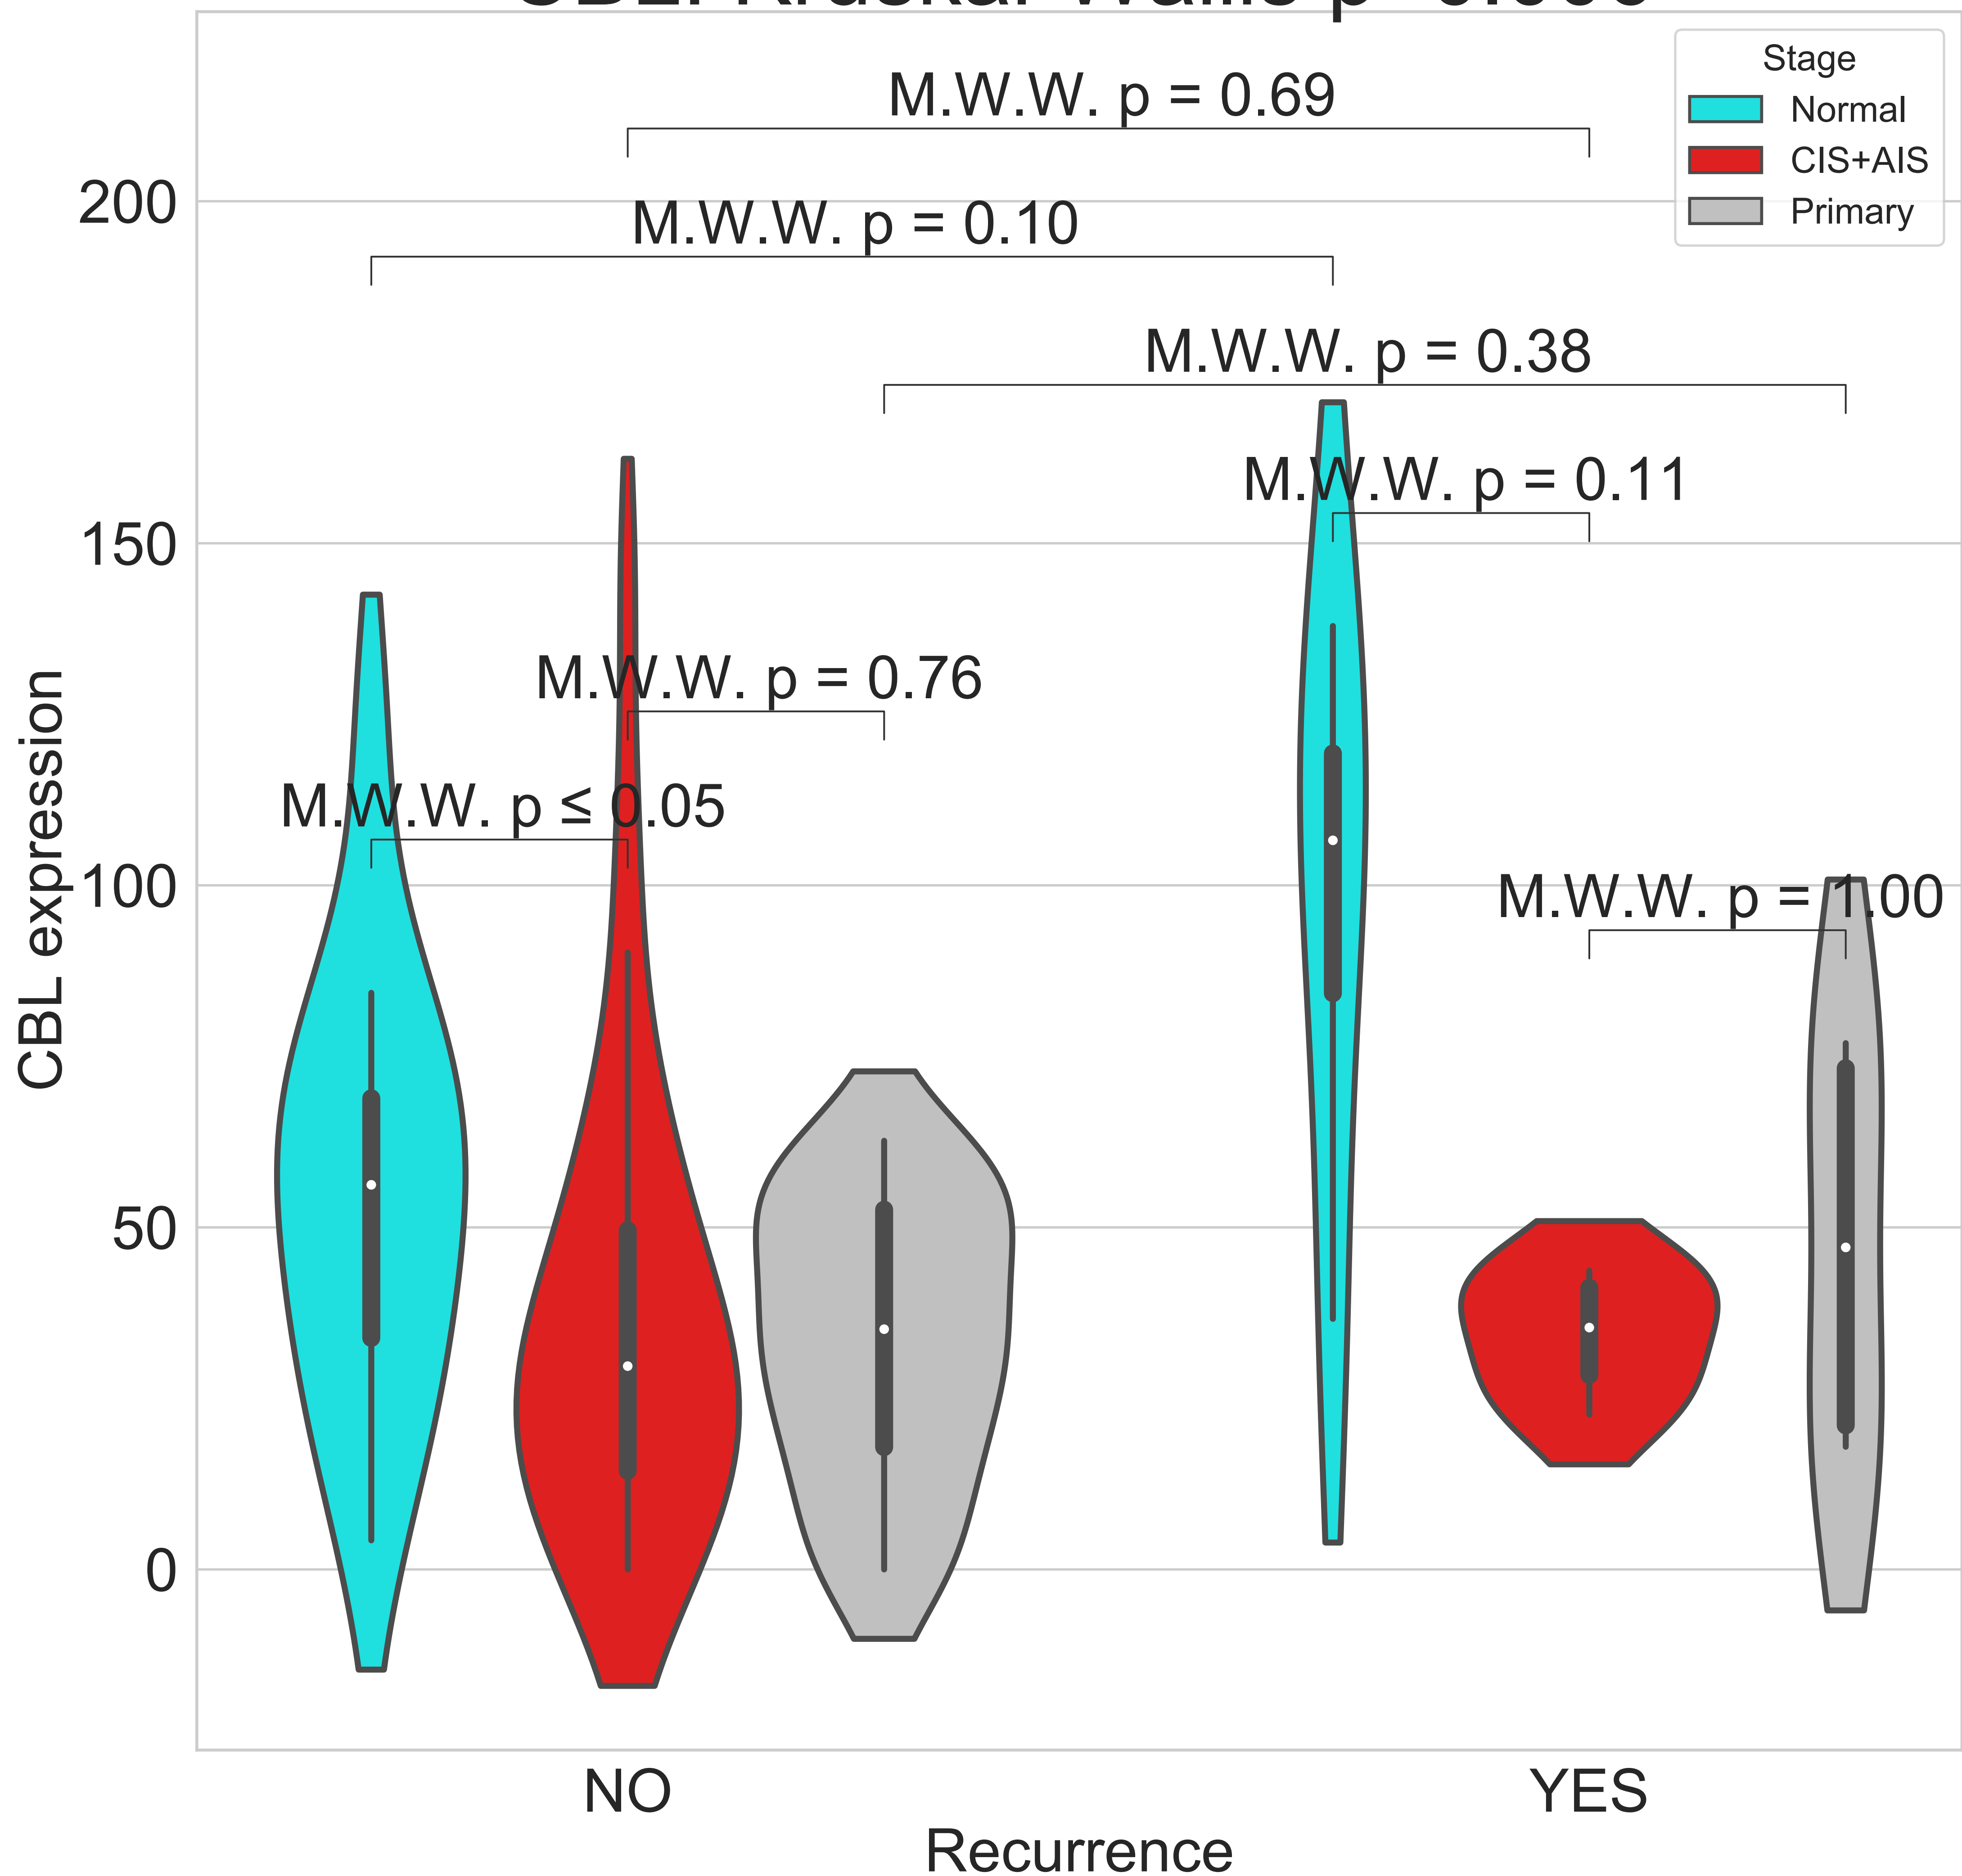 Stage
Normal
CIS+AIS
Primary
M.W.W. p = 0.69
200
M.W.W. p = 0.10
M.W.W. p = 0.38
M.W.W. p = 0.11
150
M.W.W. p = 0.76
M.W.W. p ≤ 0.05
100
M.W.W. p = 1.00
50
0
CBL expression
NO
YES
Recurrence